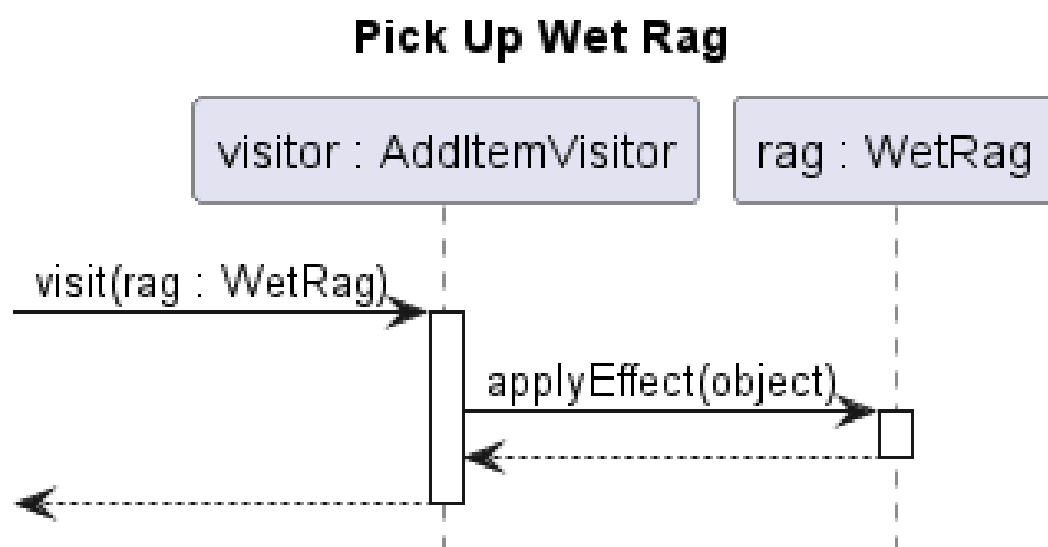 Pick Up Wet Rag
visitor : AddItemVisitor
rag : WetRag
visit(rag : WetRag)
applyEffect(object)